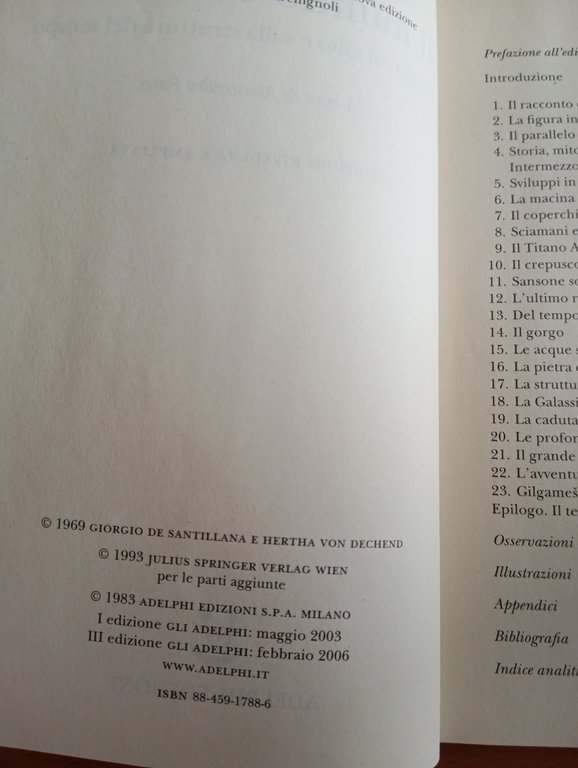 ova edizione
enignoli
© 1969 GIORGIO DE SANTILLANA E HERTHA VON DECHEND
© 1993 JULIUS SPRINGER VERLAG WIEN
per le parti aggiunte
© 1983 ADELPHI EDIZIONI S.P.A. MILANO
I edizione GLI ADELPHI: maggio 2003
III edizione GLI ADELPHI: febbraio 2006
WWW.ADELPHI.IT
ISBN 88-459-1788-6
Prefazione all'edi
Introduzione
1. Il racconto
2. La figura in
3. Il parallelo
4. Storia, mito
Intermezzo
5. Sviluppi in
6. La macina
7. Il coperchi
8. Sciamani e
9. Il Titano A
10. Il crepusco
11. Sansone so
12. L'ultimo r
13. Del tempo
14. Il gorgo
15. Le acque s
16. La pietra
17. La struttu
18. La Galassi
19. La caduta
20. Le profon
21. Il grande
22. L'avventu
23. Gilgameš
Epilogo. Il te
Osservazioni
Illustrazioni
Appendici
Bibliografia
Indice analiti